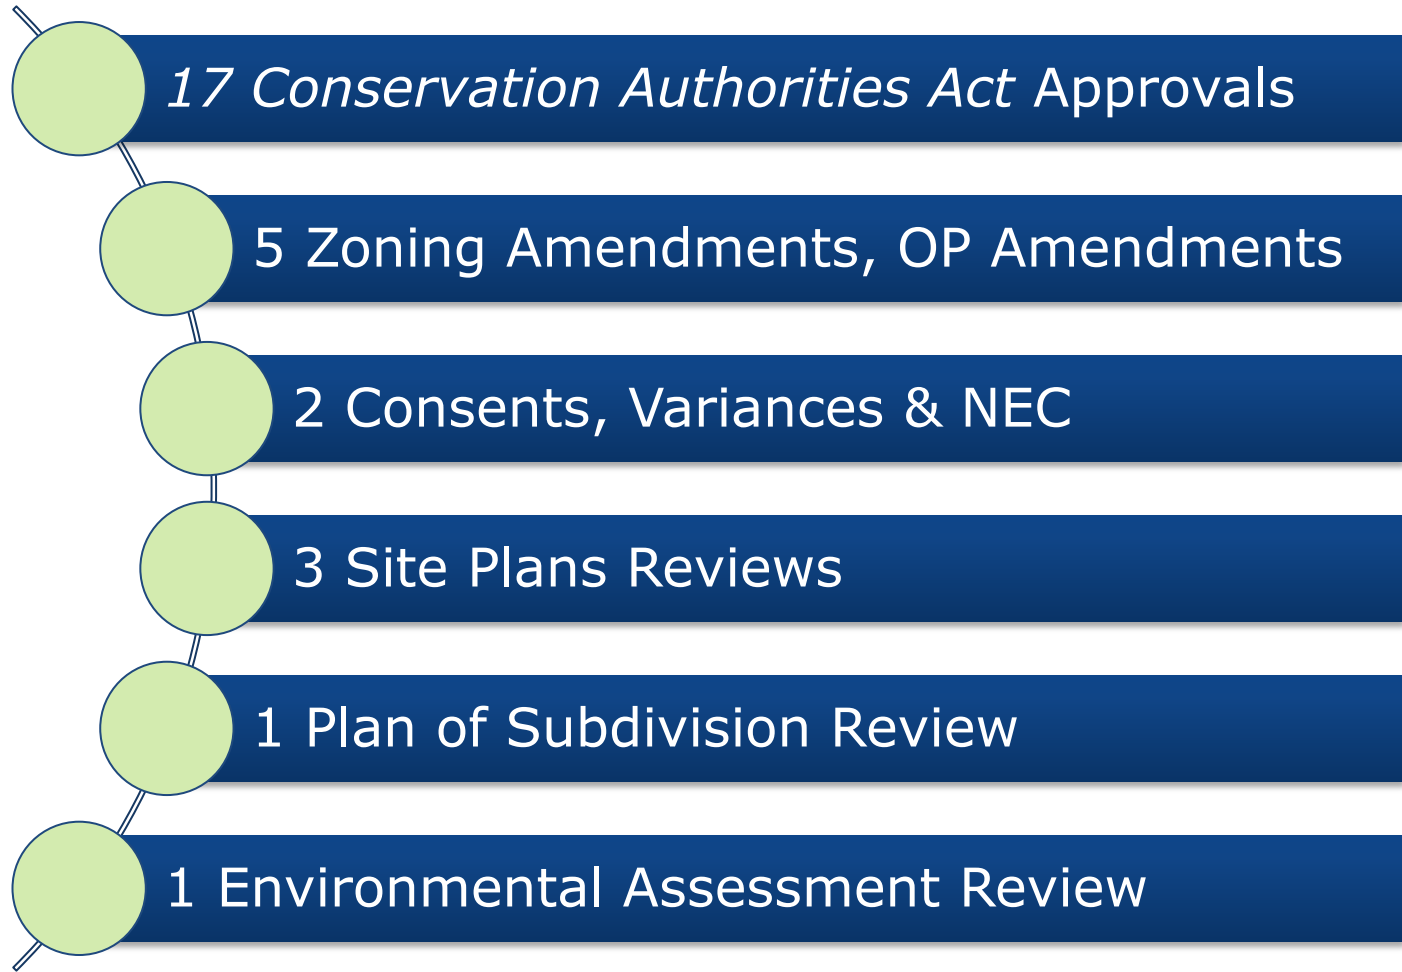 17 Conservation Authorities Act Approvals
5 Zoning Amendments, OP Amendments
2 Consents, Variances & NEC
3 Site Plans Reviews
1 Plan of Subdivision Review
1 Environmental Assessment Review